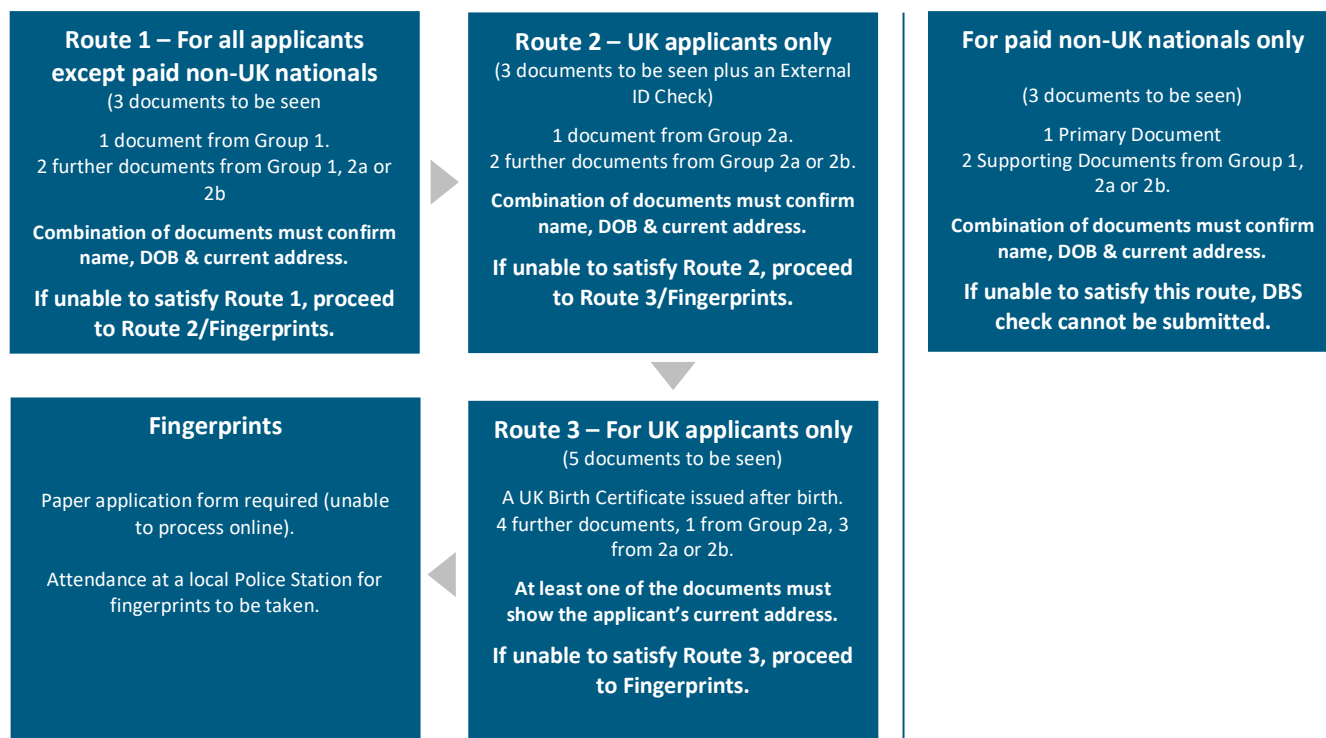 Route 1 – For all applicants
except paid non-UK nationals
(3 documents to be seen
1 document from Group 1.
2 further documents from Group 1, 2a or
2b
Combination of documents must confirm
name, DOB & current address.
If unable to satisfy Route 1, proceed
to Route 2/Fingerprints.
Route 2 – UK applicants only
(3 documents to be seen plus an External
ID Check)
1 document from Group 2a.
2 further documents from Group 2a or 2b.
Combination of documents must confirm
name, DOB & current address.
If unable to satisfy Route 2, proceed
to Route 3/Fingerprints.
For paid non-UK nationals only
(3 documents to be seen)
1 Primary Document
2 Supporting Documents from Group 1,
2a or 2b.
Combination of documents must confirm
name, DOB & current address.
If unable to satisfy this route, DBS
check cannot be submitted.
Route 3 – For UK applicants only
(5 documents to be seen)
A UK Birth Certificate issued after birth.
4 further documents, 1 from Group 2a, 3
from 2a or 2b.
At least one of the documents must
show the applicant’s current address.
If unable to satisfy Route 3, proceed
to Fingerprints.
Fingerprints
Paper application form required (unable
to process online).
Attendance at a local Police Station for
fingerprints to be taken.